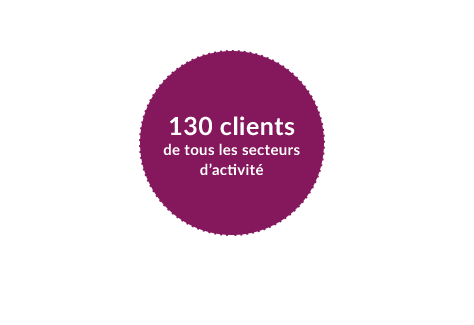 130 clients
de tous les secteurs
d’activité